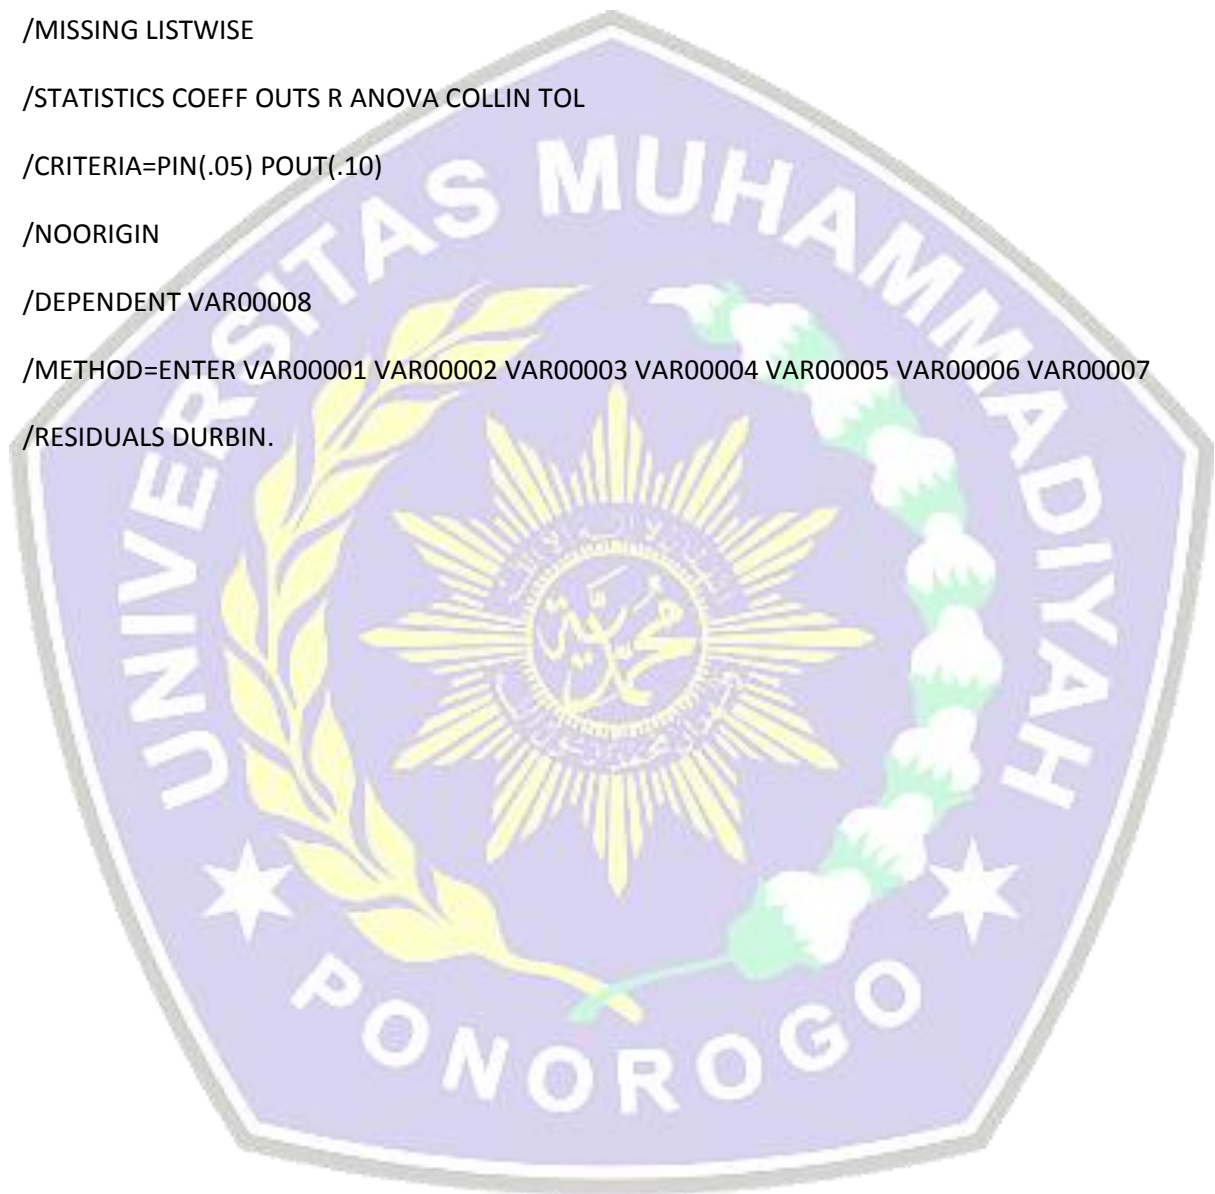 /MISSING LISTWISE
/STATISTICS COEFF OUTS R ANOVA COLLIN TOL
/CRITERIA=PIN(.05) POUT(.10)
/NOORIGIN
/DEPENDENT VAR00008
/METHOD=ENTER VAR00001 VAR00002 VAR00003 VAR00004 VAR00005 VAR00006 VAR00007
/RESIDUALS DURBIN.
UNIVERSITAS MUHAMMADIYAH
PONOROGO